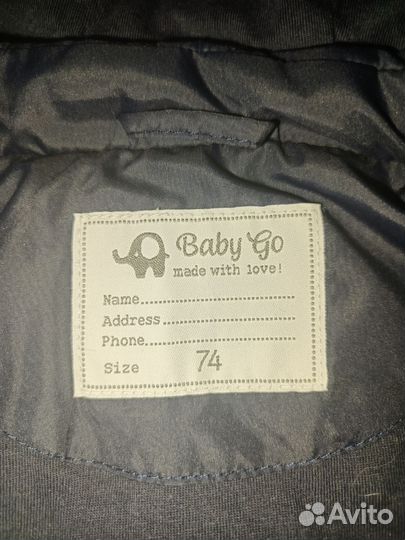 Baby Go
made with love!
Name..........................
Address......................
Phone.........................
Size 74
Avito